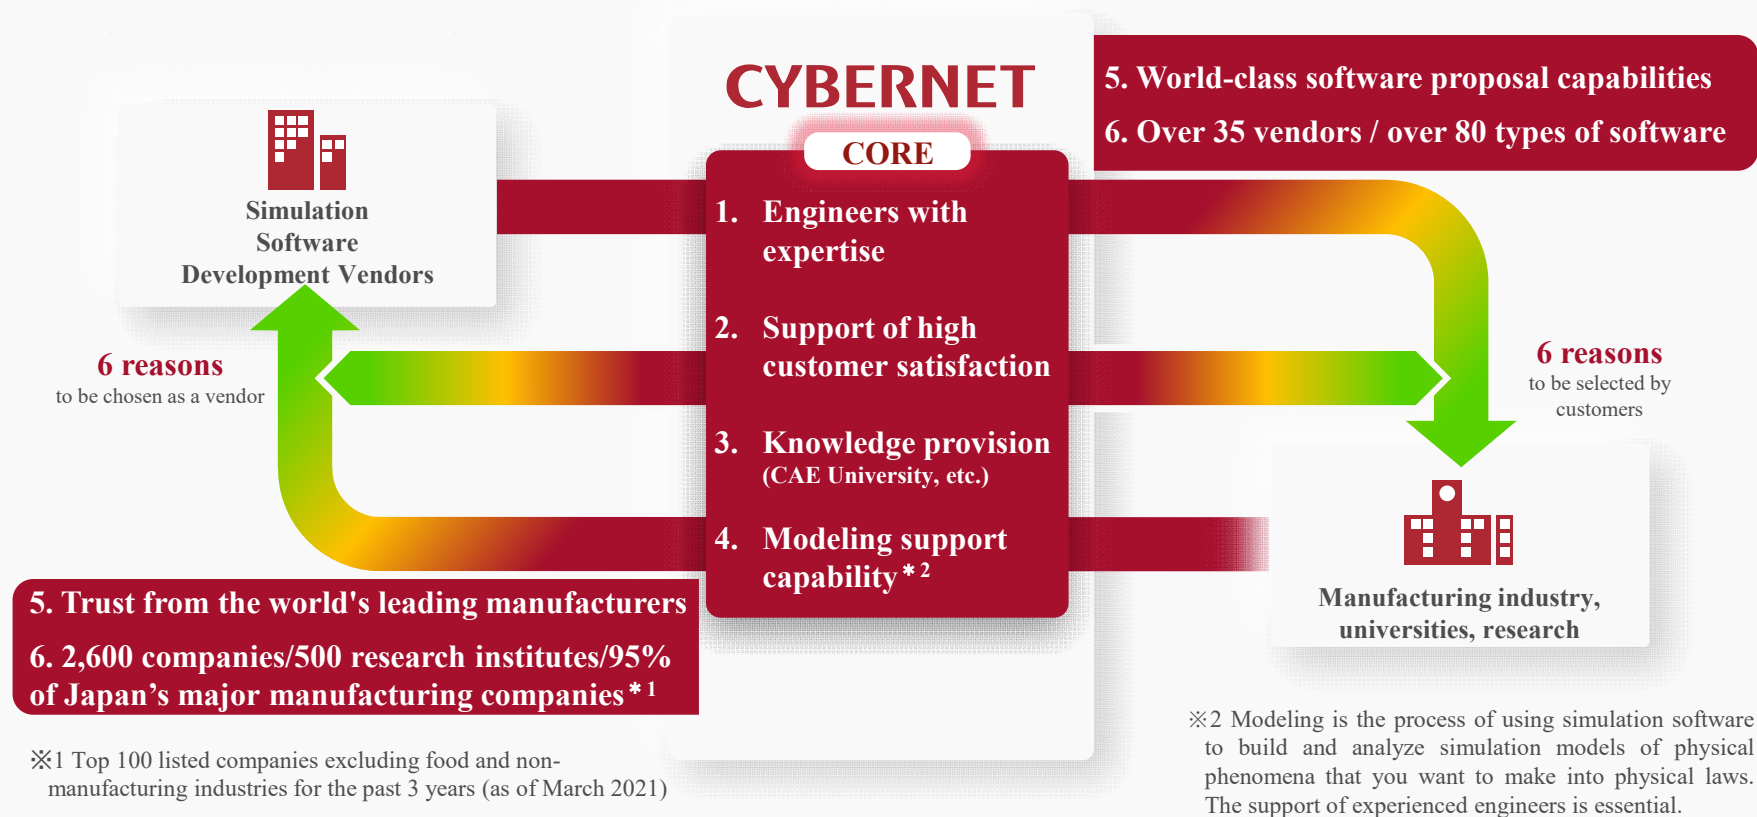 CYBERNET
CORE
1. Engineers with
expertise
2. Support of high
customer satisfaction
3. Knowledge provision
(CAE University, etc.)
4. Modeling support
capability＊2
Simulation
Software
Development Vendors
6 reasons
to be chosen as a vendor
5. Trust from the world's leading manufacturers
6. 2,600 companies/500 research institutes/95%
of Japan’s major manufacturing companies＊1
※1 Top 100 listed companies excluding food and non-
manufacturing industries for the past 3 years (as of March 2021)
5. World-class software proposal capabilities
6. Over 35 vendors / over 80 types of software
6 reasons
to be selected by
customers
Manufacturing industry,
universities, research
※2 Modeling is the process of using simulation software
to build and analyze simulation models of physical
phenomena that you want to make into physical laws.
The support of experienced engineers is essential.